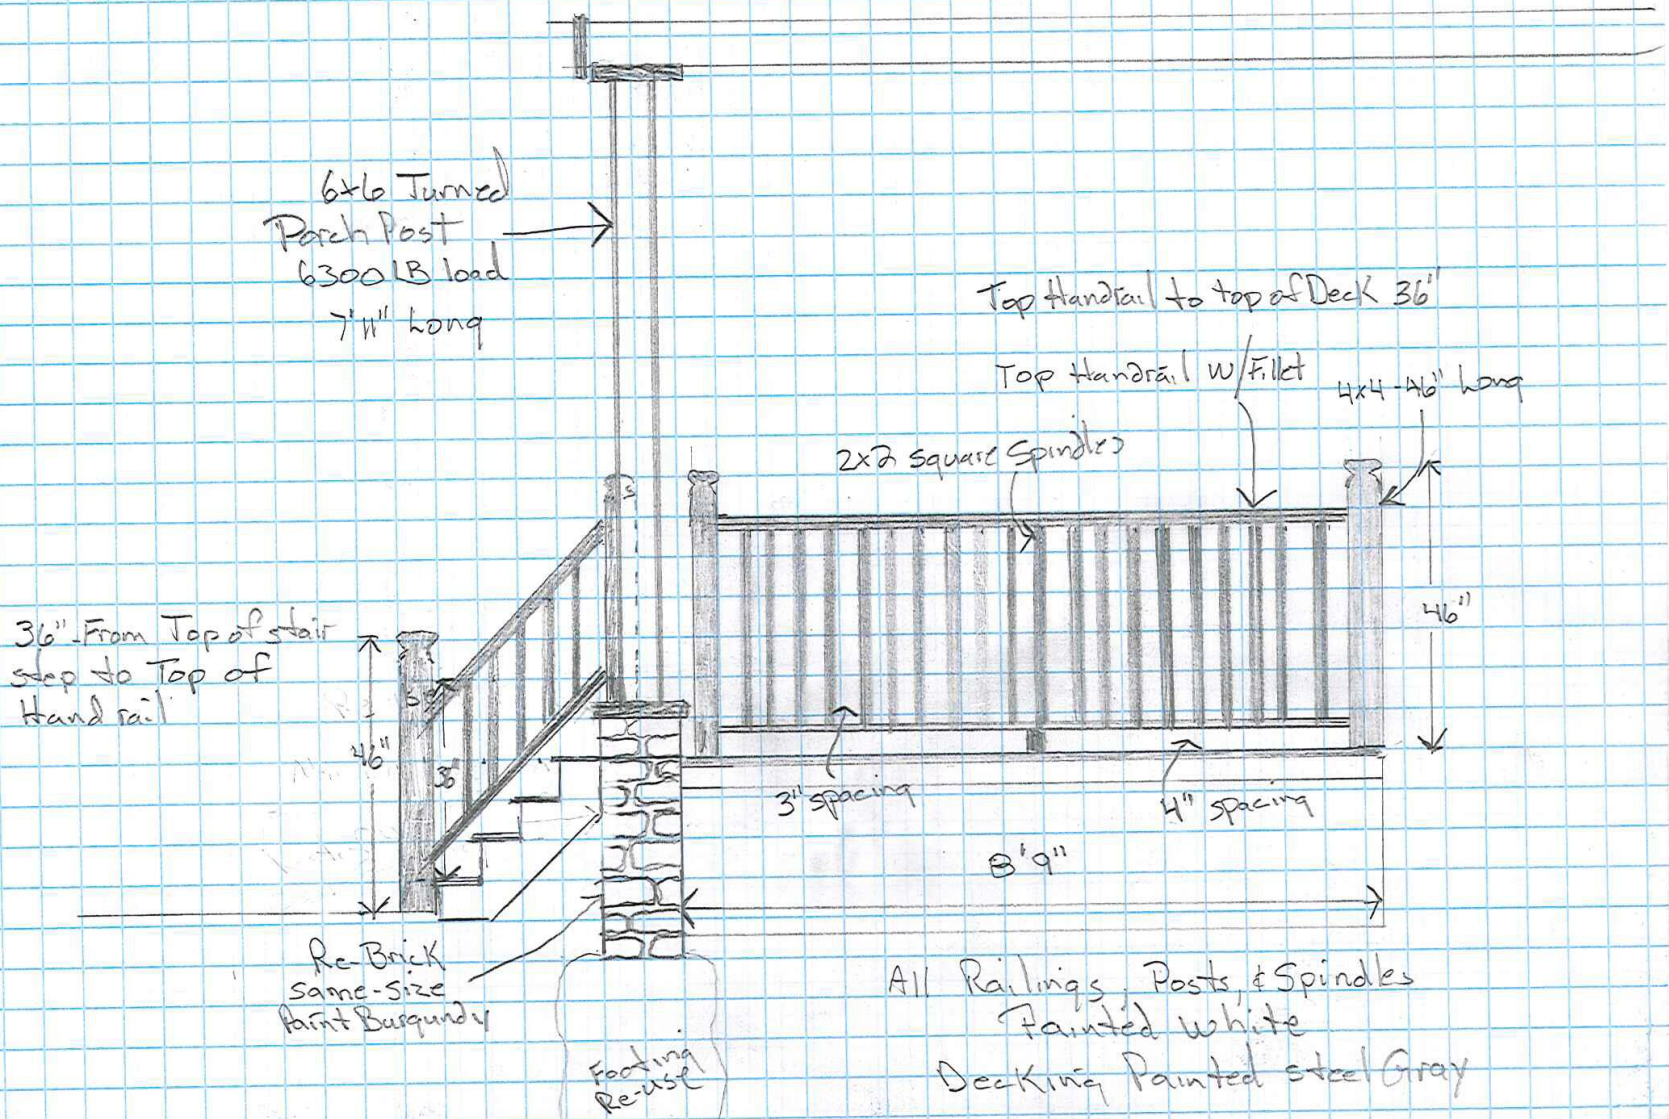 6x6 Turned
Porch Post
6300 LB load
7'11" Long
Top Handrail to top of Deck 36"
Top Handrail W/Fillet
4x4-46" Long
2x2 square Spindles
S
36"-From Top of stair
step to Top of
Hand rail
S
46"
36"
46"
3" spacing
4" spacing
8'9"
Re-Brick
same-size
Paint Burgundy
Footing
Re-use
All Railings, Posts, & Spindles
Painted White
Decking Painted steel Gray